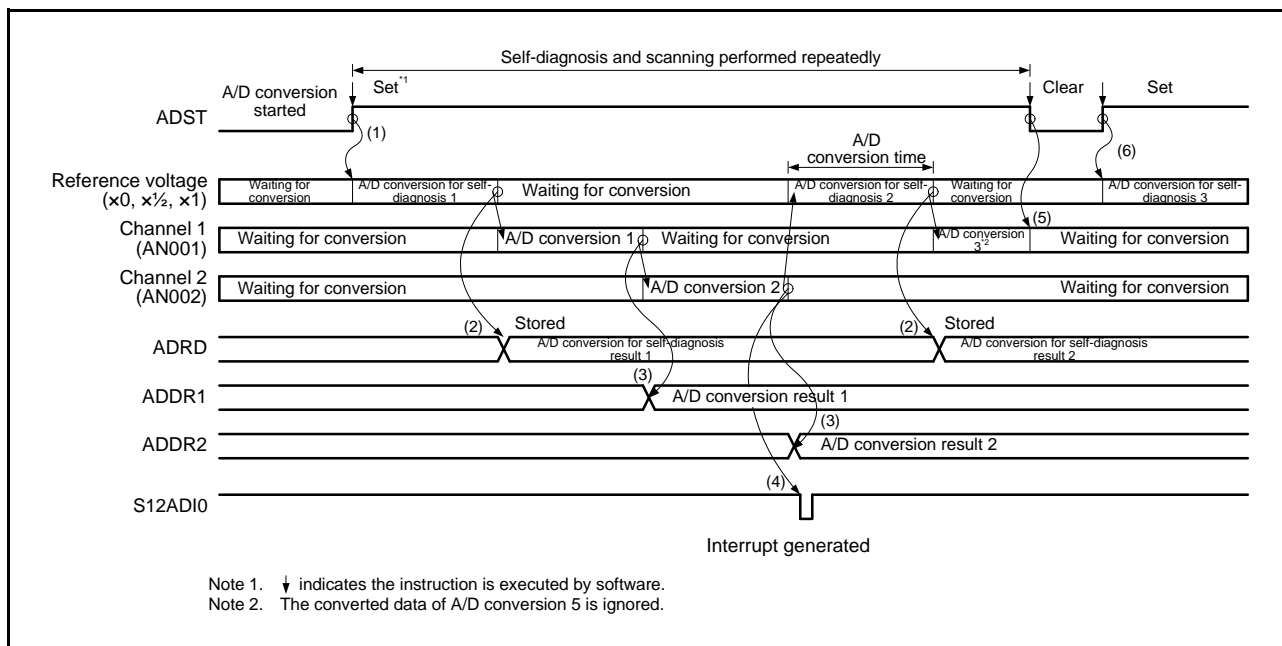 Self-diagnosis and scanning performed repeatedly
A/D conversion
started
Set*1
Clear
Set
ADST
(1)
A/D
conversion time
(6)
Reference voltage
(×0, ×½, ×1)
Waiting for
conversion
A/D conversion for self-
diagnosis 1
Waiting for conversion
A/D conversion for self-
diagnosis 2
Waiting for
conversion
A/D conversion for self-
diagnosis 3
Channel 1
(AN001)
Waiting for conversion
A/D conversion 1
Waiting for conversion
A/D conversion
3*2
(5)
Waiting for conversion
Channel 2
(AN002)
Waiting for conversion
A/D conversion 2
Waiting for conversion
ADRD
(2)
Stored
A/D conversion for self-diagnosis
result 1
(2)
Stored
A/D conversion for self-diagnosis
result 2
ADDR1
(3)
A/D conversion result 1
ADDR2
(3)
A/D conversion result 2
S12ADI0
(4)
Interrupt generated
Note 1. indicates the instruction is executed by software.
Note 2. The converted data of A/D conversion 5 is ignored.